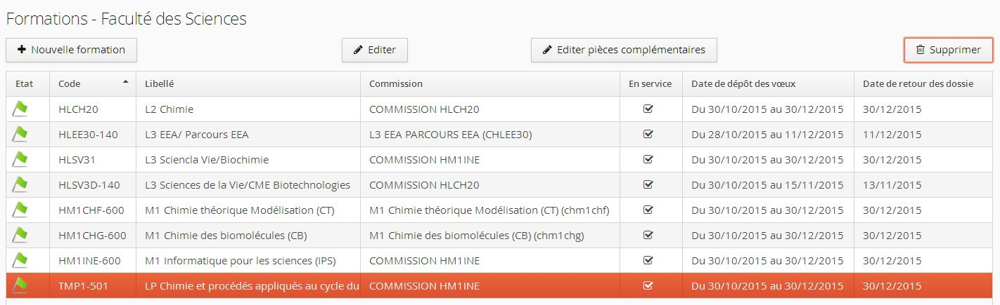 Formations - Faculté des Sciences
Nouvelle formation Editer Editer pièces complémentaires Supprimer
Etat Code Libellé Commission En service Date de dépôt des vœux Date de retour des dossie
HLCH20 L2 Chimie COMMISSION HLCH20 Du 30/10/2015 au 30/12/2015 30/12/2015
HLEE30-140 L3 EEA/ Parcours EEA L3 EEA PARCOURS EEA (CHLEE30) Du 28/10/2015 au 11/12/2015 11/12/2015
HLSV31 L3 Sciencla Vie/Biochimie COMMISSION HM1INE Du 30/10/2015 au 30/12/2015 30/12/2015
HLSV3D-140 L3 Sciences de la Vie/CME Biotechnologies COMMISSION HLCH20 Du 30/10/2015 au 15/11/2015 13/11/2015
HM1CHF-600 M1 Chimie théorique Modélisation (CT) M1 Chimie théorique Modélisation (CT) (chm1chf) Du 30/10/2015 au 30/12/2015 30/12/2015
HM1CHG-600 M1 Chimie des biomolécules (CB) M1 Chimie des biomolécules (CB) (chm1chg) Du 30/10/2015 au 30/12/2015 30/12/2015
HM1INE-600 M1 Informatique pour les sciences (IPS) COMMISSION HM1INE Du 30/10/2015 au 30/12/2015 30/12/2015
TMP1-501 LP Chimie et procédés appliqués au cycle du COMMISSION HM1INE Du 30/10/2015 au 30/12/2015 30/12/2015